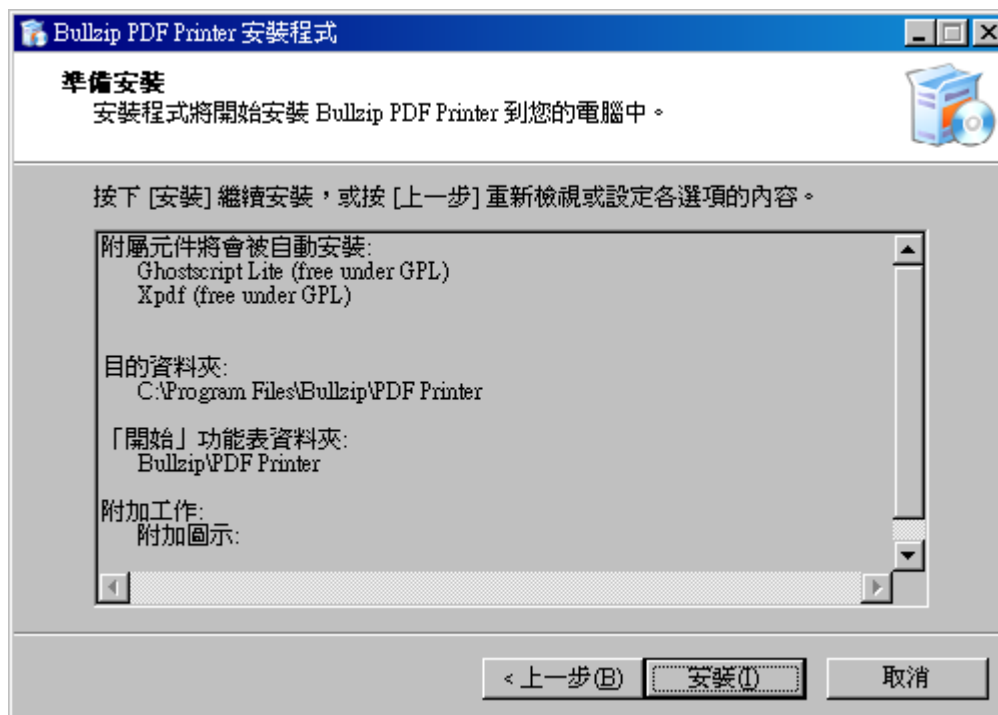 Bullzip PDF Printer 安裝程式
準備安裝
安裝程式將開始安裝 Bullzip PDF Printer 到您的電腦中。
按下 [安裝] 繼續安裝，或按 [上一步] 重新檢視或設定各選項的內容。
附屬元件將會被自動安裝:
Ghostscript Lite (free under GPL)
Xpdf (free under GPL)
目的資料夾:
C:\Program Files\Bullzip\PDF Printer
「開始」功能表資料夾:
Bullzip\PDF Printer
附加工作:
附加圖示:
< 上一步(B) 安裝(I) 取消